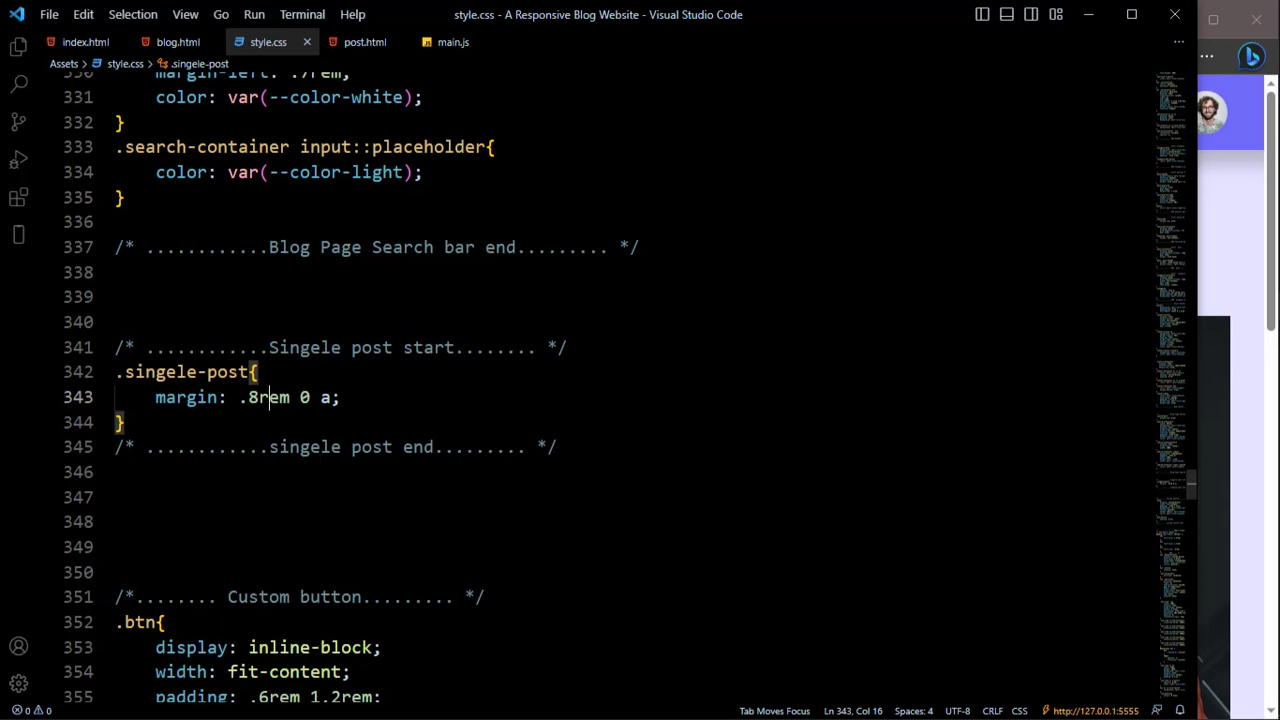 File Edit Selection View Go Run Terminal Help
style.css - A Responsive Blog Website - Visual Studio Code
index.html
blog.html
style.css
post.html
main.js
Assets > style.css > .singele-post
margin-left: .7rem;
331 color: var(--color-white);
332 }
333 .search-container input::placeholder{
334 color: var(--color-light);
335 }
336
337 /* ............Blog Page Search bar end......... */
338
339
340
341 /* ............Singele post start........ */
342 .singele-post{
343 margin: .8rem 0 a;
344 }
345 /* ............singele post end......... */
346
347
348
349
350
351 /*........ Custom button......... */
352 .btn{
353 display: inline-block;
354 width: fit-content;
355 padding: .6rem .2rem;
0 0 Tab Moves Focus Ln 343, Col 16 Spaces: 4 UTF-8 CRLF CSS http://127.0.0.1:5555